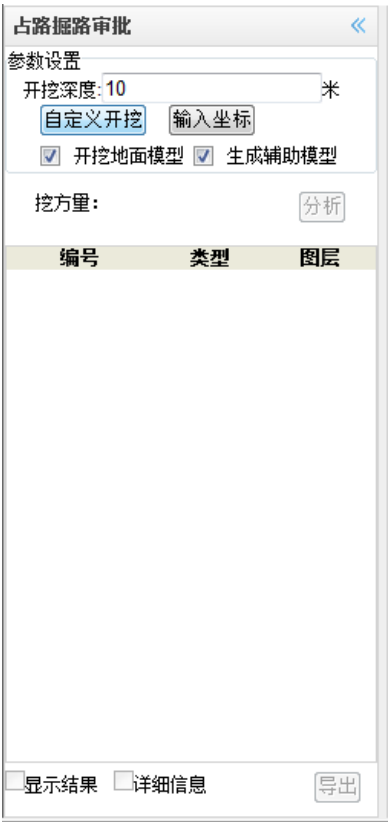 占路掘路审批
参数设置
开挖深度:10 米
自定义开挖 输入坐标
开挖地面模型 生成辅助模型
挖方量: 分析
编号 类型 图层
显示结果 详细信息 导出